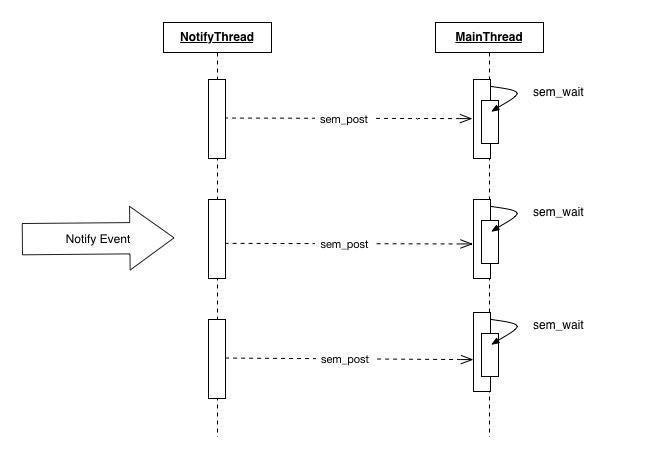 NotifyThread
MainThread
sem_wait
sem_post
sem_wait
Notify Event
sem_post
sem_wait
sem_post